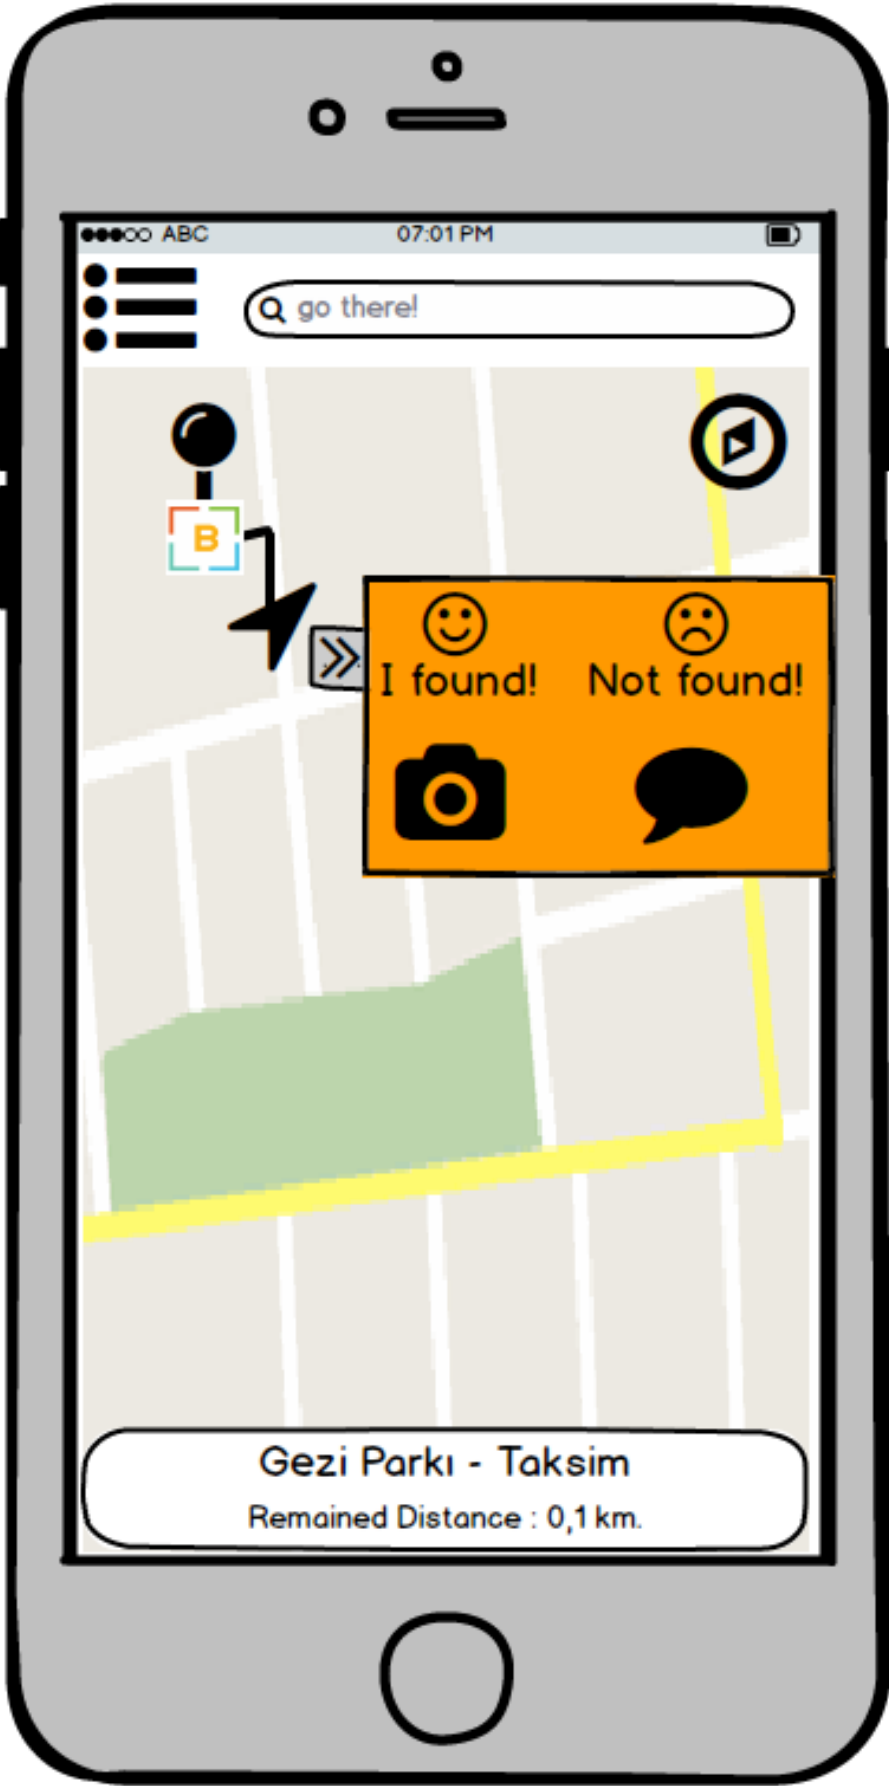 ABC 07:01 PM
go there!
B
I found! Not found!
Gezi Parkı - Taksim
Remained Distance : 0,1 km.